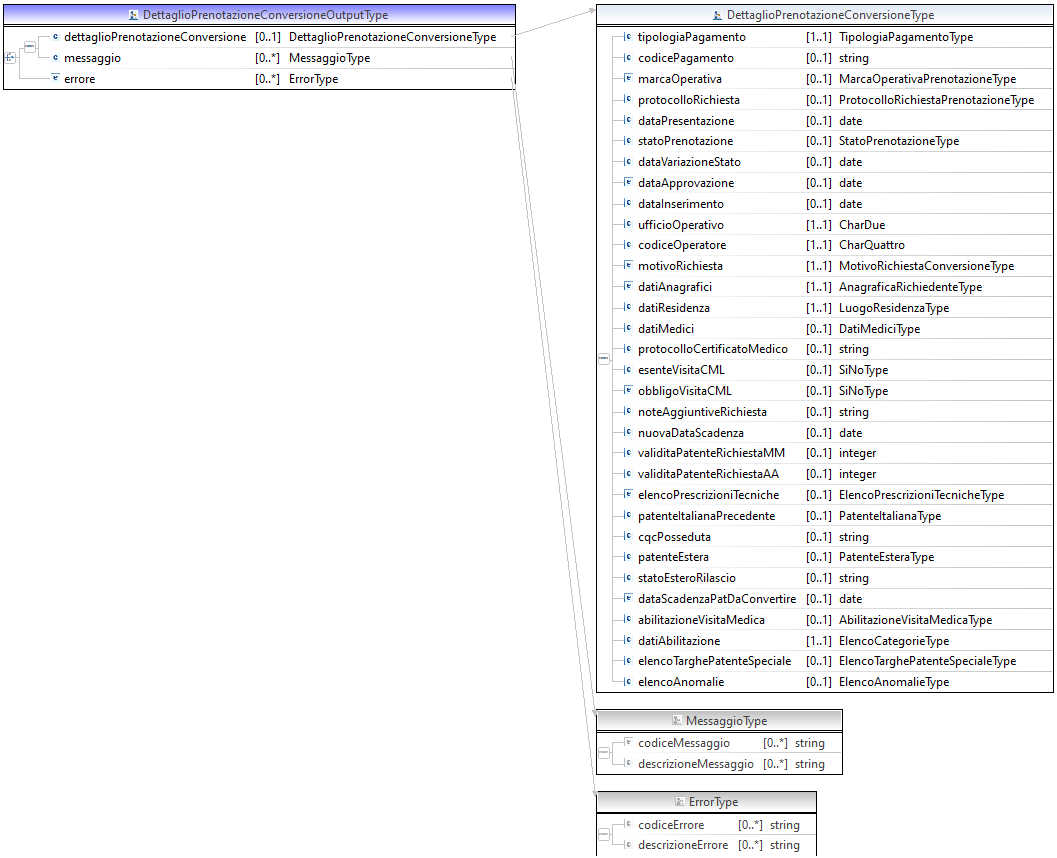 DettaglioPrenotazioneConversioneOutputType
dettaglioPrenotazioneConversione [0..1] DettaglioPrenotazioneConversioneType
messaggio [0..*] MessaggioType
errore [0..*] ErrorType
DettaglioPrenotazioneConversioneType
tipologiaPagamento [1..1] TipologiaPagamentoType
codicePagamento [0..1] string
marcaOperativa [0..1] MarcaOperativaPrenotazioneType
protocolloRichiesta [0..1] ProtocolloRichiestaPrenotazioneType
dataPresentazione [0..1] date
statoPrenotazione [0..1] StatoPrenotazioneType
dataVariazioneStato [0..1] date
dataApprovazione [0..1] date
dataInserimento [0..1] date
ufficioOperativo [1..1] CharDue
codiceOperatore [1..1] CharQuattro
motivoRichiesta [1..1] MotivoRichiestaConversioneType
datiAnagrafici [1..1] AnagraficaRichiedenteType
datiResidenza [1..1] LuogoResidenzaType
datiMedici [0..1] DatiMediciType
protocolloCertificatoMedico [0..1] string
esenteVisitaCML [0..1] SiNoType
obbligoVisitaCML [0..1] SiNoType
noteAggiuntiveRichiesta [0..1] string
nuovaDataScadenza [0..1] date
validitaPatenteRichiestaMM [0..1] integer
validitaPatenteRichiestaAA [0..1] integer
elencoPrescrizioniTecniche [0..1] ElencoPrescrizioniTecnicheType
patenteItalianaPrecedente [0..1] PatenteItalianaType
cqcPosseduta [0..1] string
patenteEstera [0..1] PatenteEsteraType
statoEsteroRilascio [0..1] string
dataScadenzaPatDaConvertire [0..1] date
abilitazioneVisitaMedica [0..1] AbilitazioneVisitaMedicaType
datiAbilitazione [1..1] ElencoCategorieType
elencoTarghePatenteSpeciale [0..1] ElencoTarghePatenteSpecialeType
elencoAnomalie [0..1] ElencoAnomalieType
MessaggioType
codiceMessaggio [0..*] string
descrizioneMessaggio [0..*] string
ErrorType
codiceErrore [0..*] string
descrizioneErrore [0..*] string